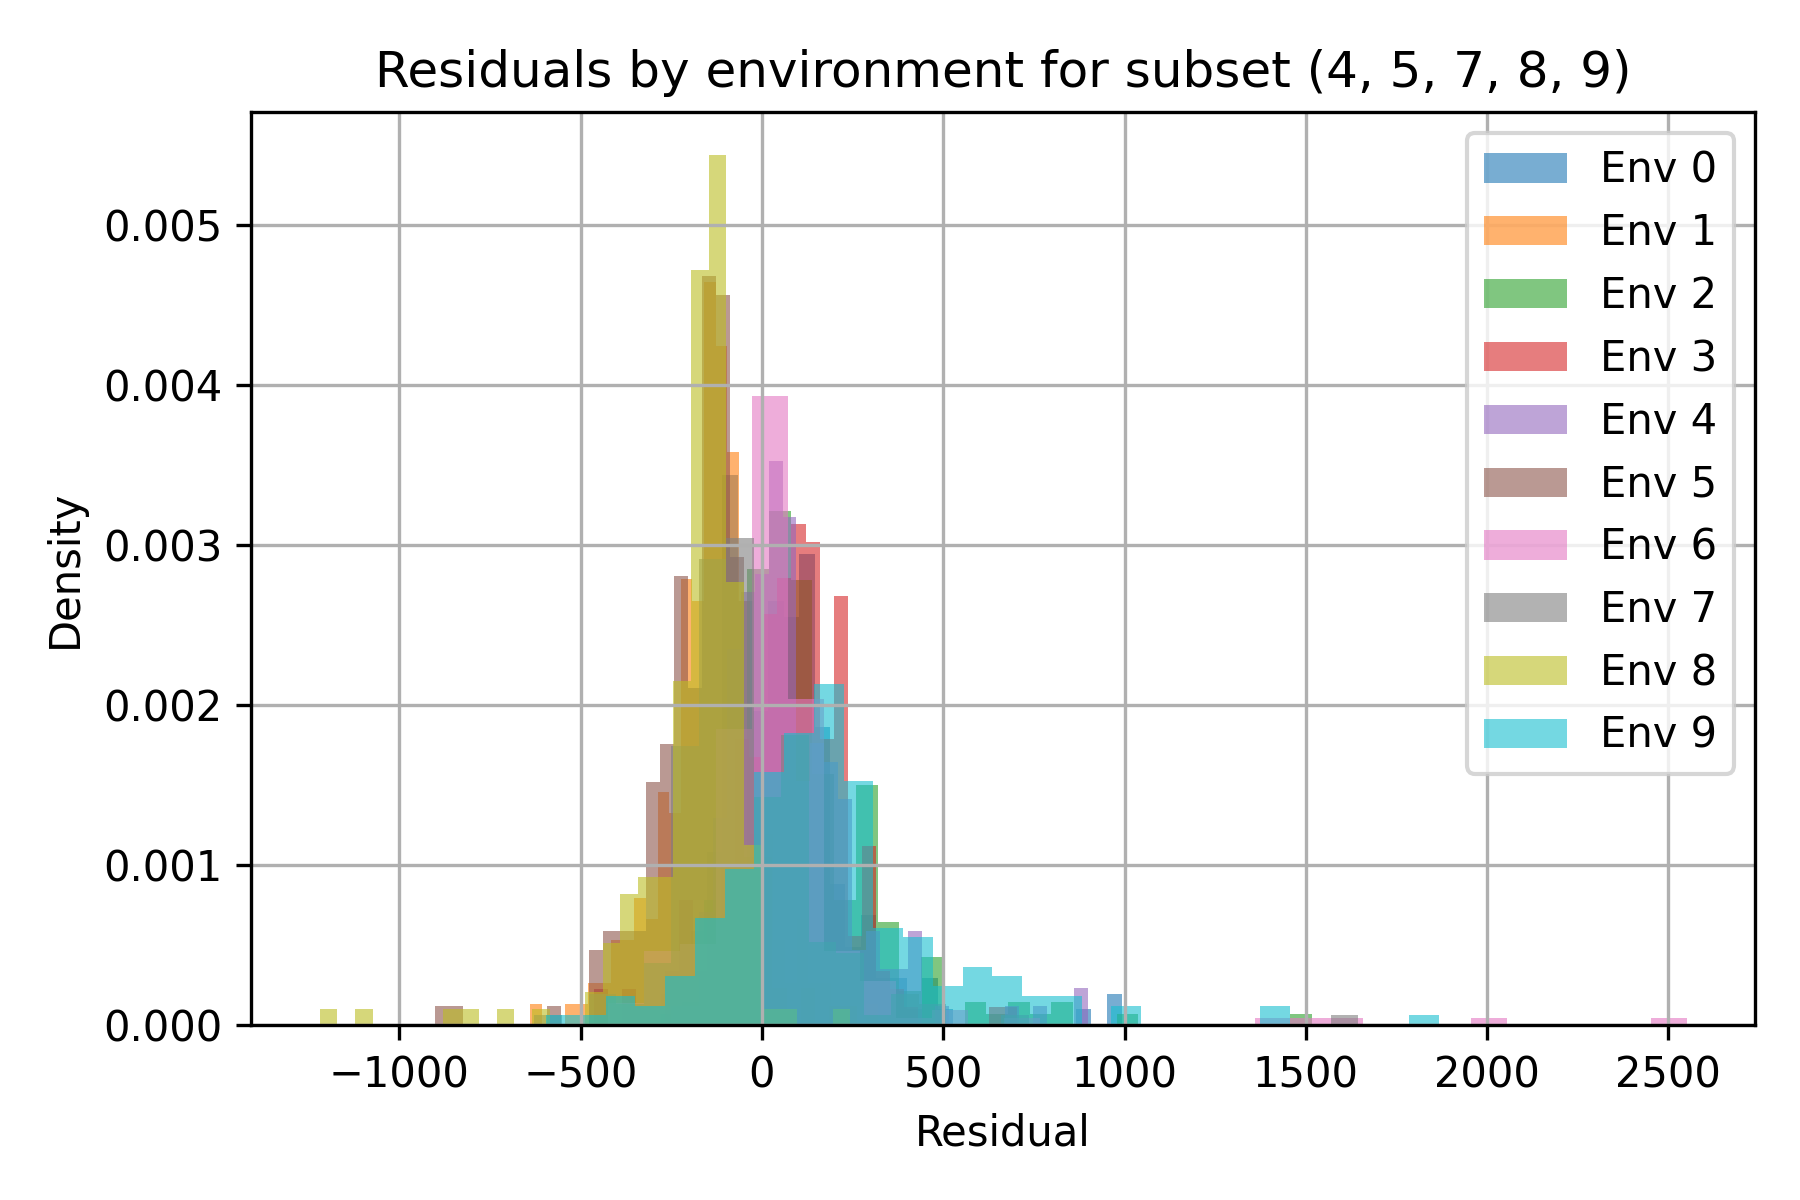 Residuals by environment for subset (4, 5, 7, 8, 9)
Density
0.005
0.004
0.003
0.002
0.001
0.000
−1000
−500
0
500
1000
1500
2000
2500
Residual
Env 0
Env 1
Env 2
Env 3
Env 4
Env 5
Env 6
Env 7
Env 8
Env 9